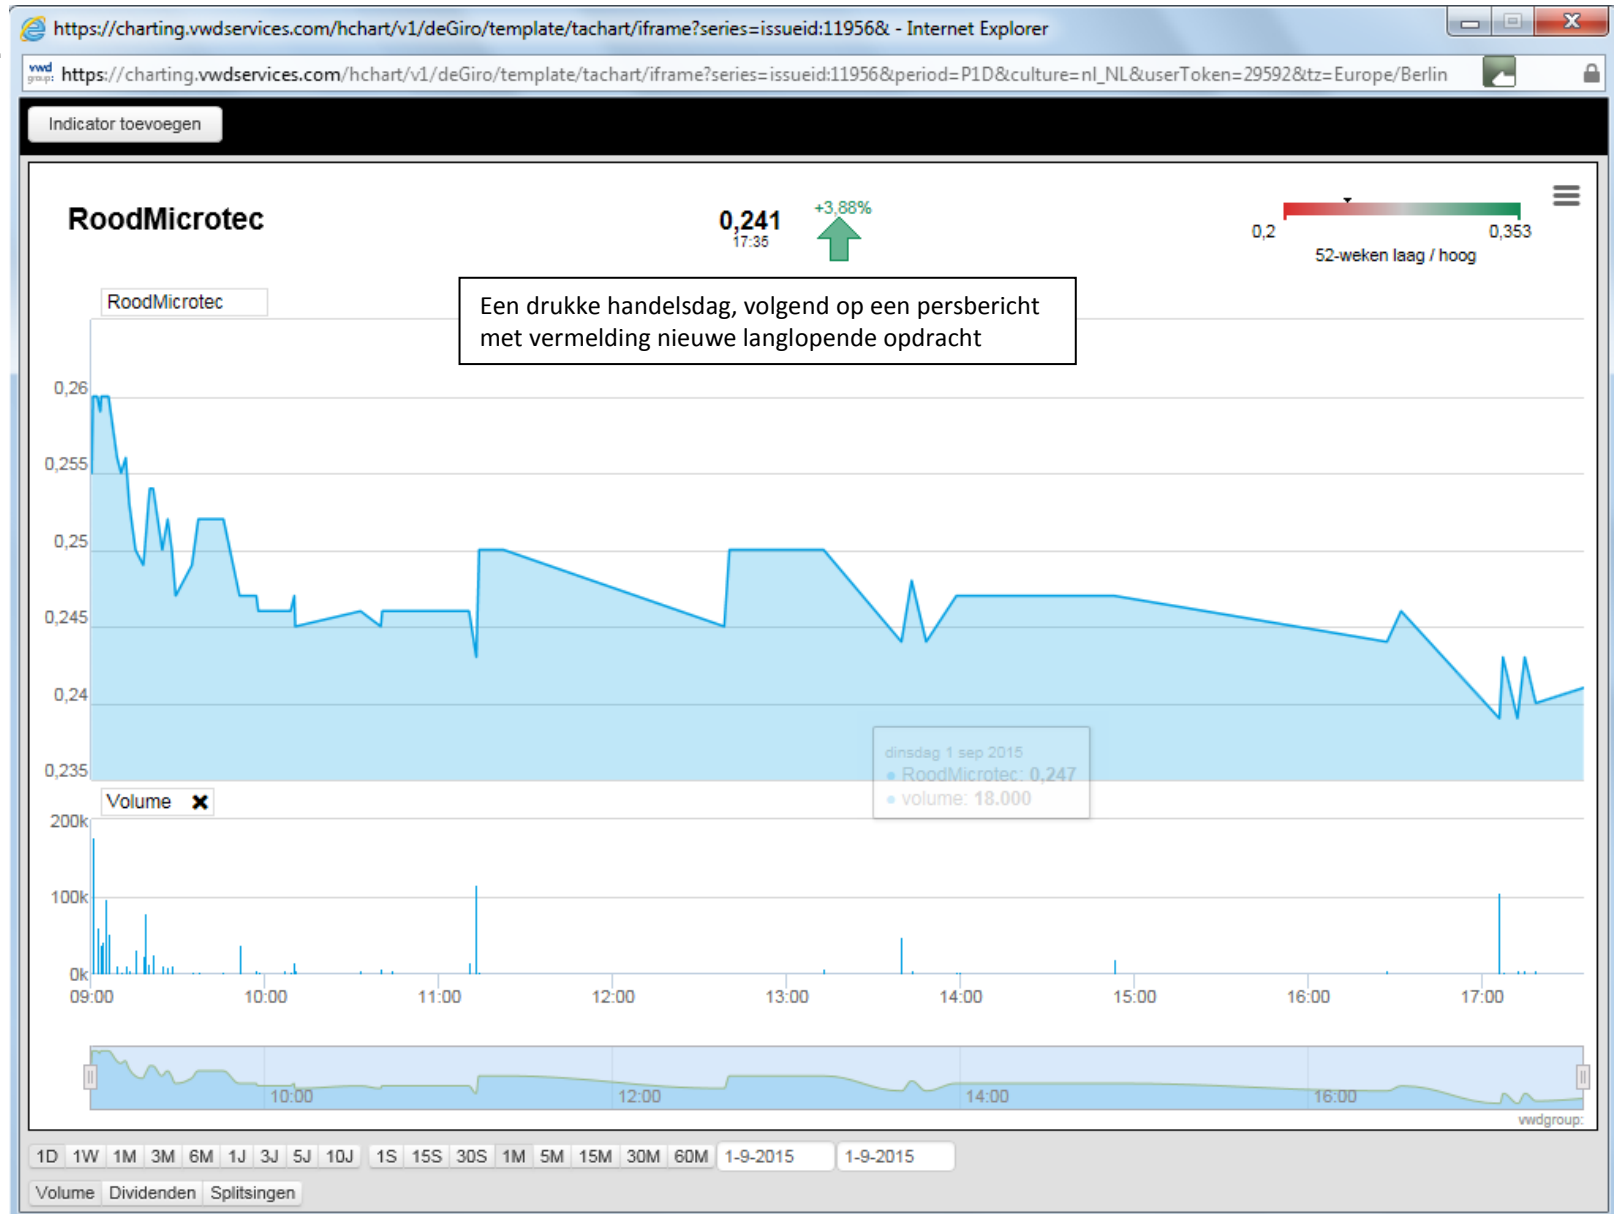 https://charting.vwdservices.com/hchart/v1/deGiro/template/tachart/iframe?series=issueid:11956& - Internet Explorer
vwd group: https://charting.vwdservices.com/hchart/v1/deGiro/template/tachart/iframe?series=issueid:11956&period=P1D&culture=nl_NL&userToken=29592&tz=Europe/Berlin
Indicator toevoegen
RoodMicrotec
0,241
17:35
+3,88%
0,2
0,353
52-weken laag / hoog
Een drukke handelsdag, volgend op een persbericht
met vermelding nieuwe langlopende opdracht
RoodMicrotec
0,26
0,255
0,25
0,245
0,24
0,235
dinsdag 1 sep 2015
• RoodMicrotec: 0,247
• volume: 18.000
Volume ✖
200k
100k
0k
09:00 10:00 11:00 12:00 13:00 14:00 15:00 16:00 17:00
10:00 12:00 14:00 16:00
vwdgroup:
1D 1W 1M 3M 6M 1J 3J 5J 10J 1S 15S 30S 1M 5M 15M 30M 60M 1-9-2015 1-9-2015
Volume Dividenden Splitsingen